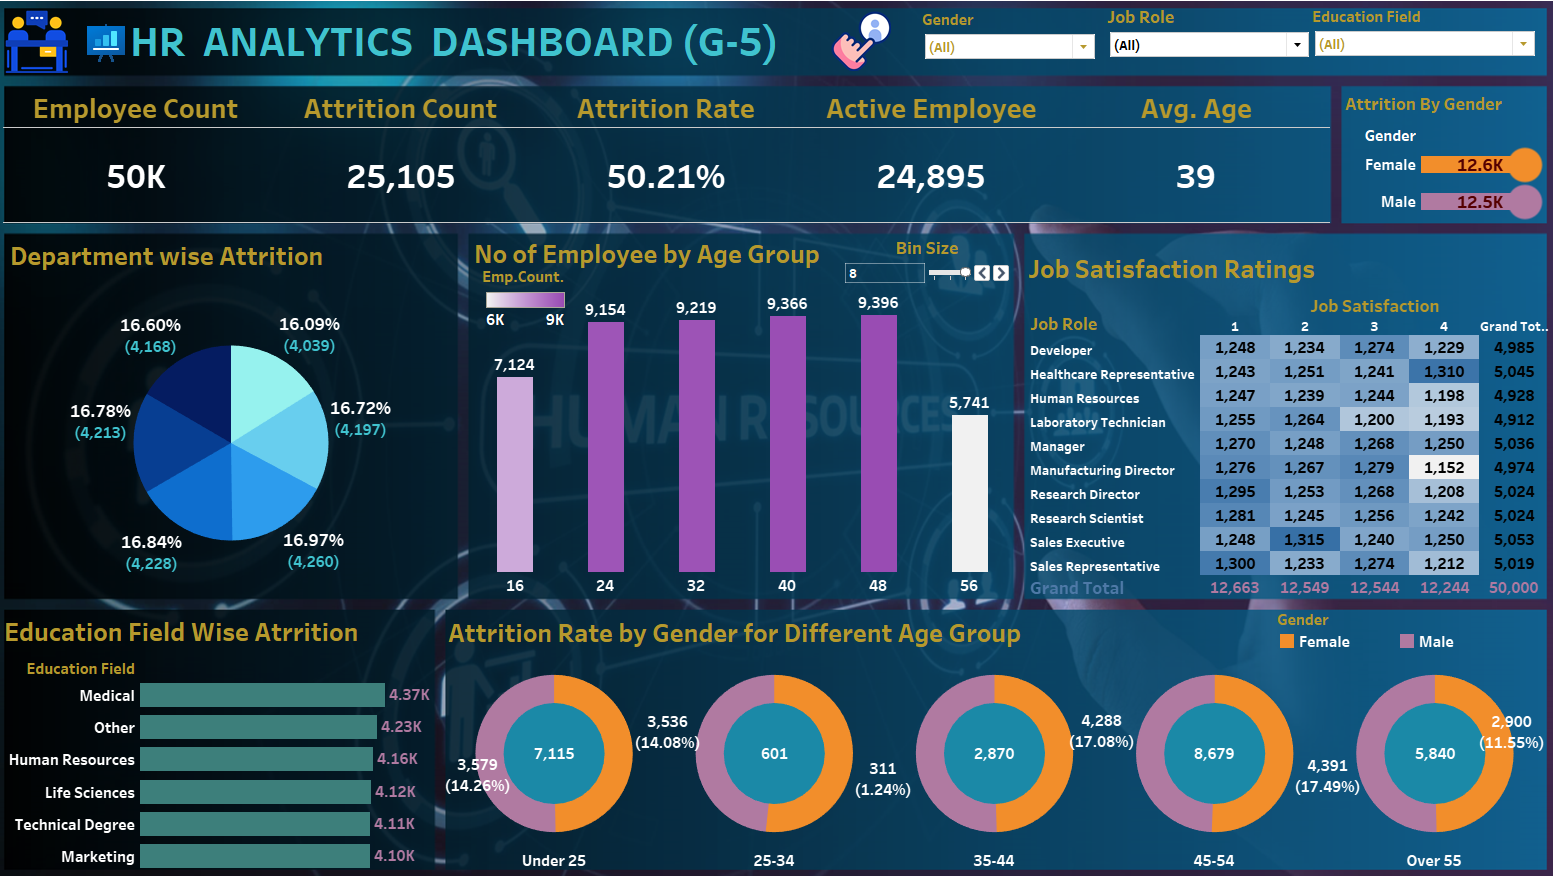 HR ANALYTICS DASHBOARD (G-5)
Gender
(All)
Job Role
(All)
Education Field
(All)
Employee Count
Attrition Count
Attrition Rate
Active Employee
Avg. Age
50K
25,105
50.21%
24,895
39
Attrition By Gender
Gender
Female 12.6K
Male 12.5K
Department wise Attrition
16.60%
(4,168)
16.09%
(4,039)
16.78%
(4,213)
16.72%
(4,197)
16.84%
(4,228)
16.97%
(4,260)
No of Employee by Age Group
Bin Size
8
Emp.Count.
6K 9K
7,124
9,154
9,219
9,366
9,396
5,741
16 24 32 40 48 56
HUMAN RESOURCES
Job Satisfaction Ratings
Job Satisfaction
Job Role 1 2 3 4 Grand Tot..
Developer 1,248 1,234 1,274 1,229 4,985
Healthcare Representative 1,243 1,251 1,241 1,310 5,045
Human Resources 1,247 1,239 1,244 1,198 4,928
Laboratory Technician 1,255 1,264 1,200 1,193 4,912
Manager 1,270 1,248 1,268 1,250 5,036
Manufacturing Director 1,276 1,267 1,279 1,152 4,974
Research Director 1,295 1,253 1,268 1,208 5,024
Research Scientist 1,281 1,245 1,256 1,242 5,024
Sales Executive 1,248 1,315 1,240 1,250 5,053
Sales Representative 1,300 1,233 1,274 1,212 5,019
Grand Total 12,663 12,549 12,544 12,244 50,000
Education Field Wise Atrrition
Education Field
Medical 4.37K
Other 4.23K
Human Resources 4.16K
Life Sciences 4.12K
Technical Degree 4.11K
Marketing 4.10K
Attrition Rate by Gender for Different Age Group
Gender
Female Male
7,115
3,579
(14.26%)
3,536
(14.08%)
601
311
(1.24%)
2,870
4,288
(17.08%)
8,679
4,391
(17.49%)
5,840
2,900
(11.55%)
Under 25 25-34 35-44 45-54 Over 55